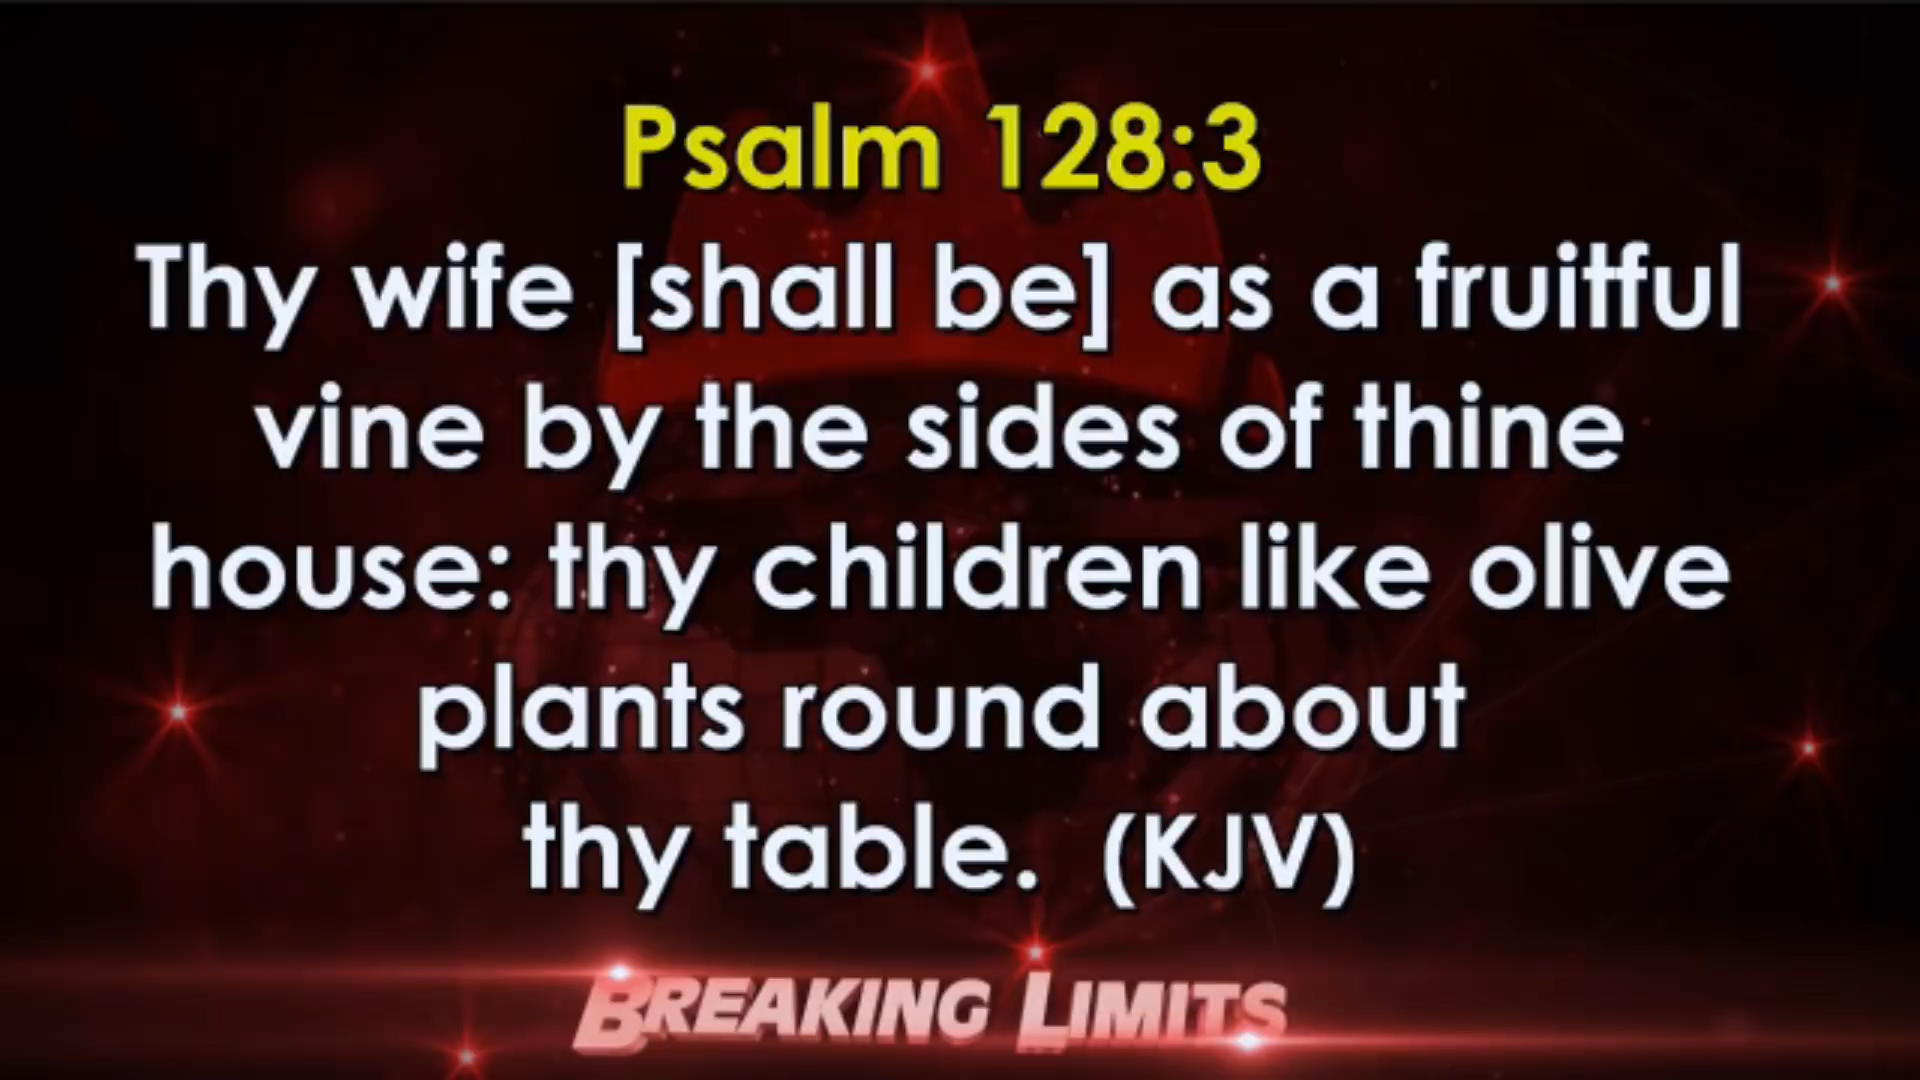 Psalm 128:3
Thy wife [shall be] as a fruitful
vine by the sides of thine
house: thy children like olive
plants round about
thy table. (KJV)
BREAKING LIMITS